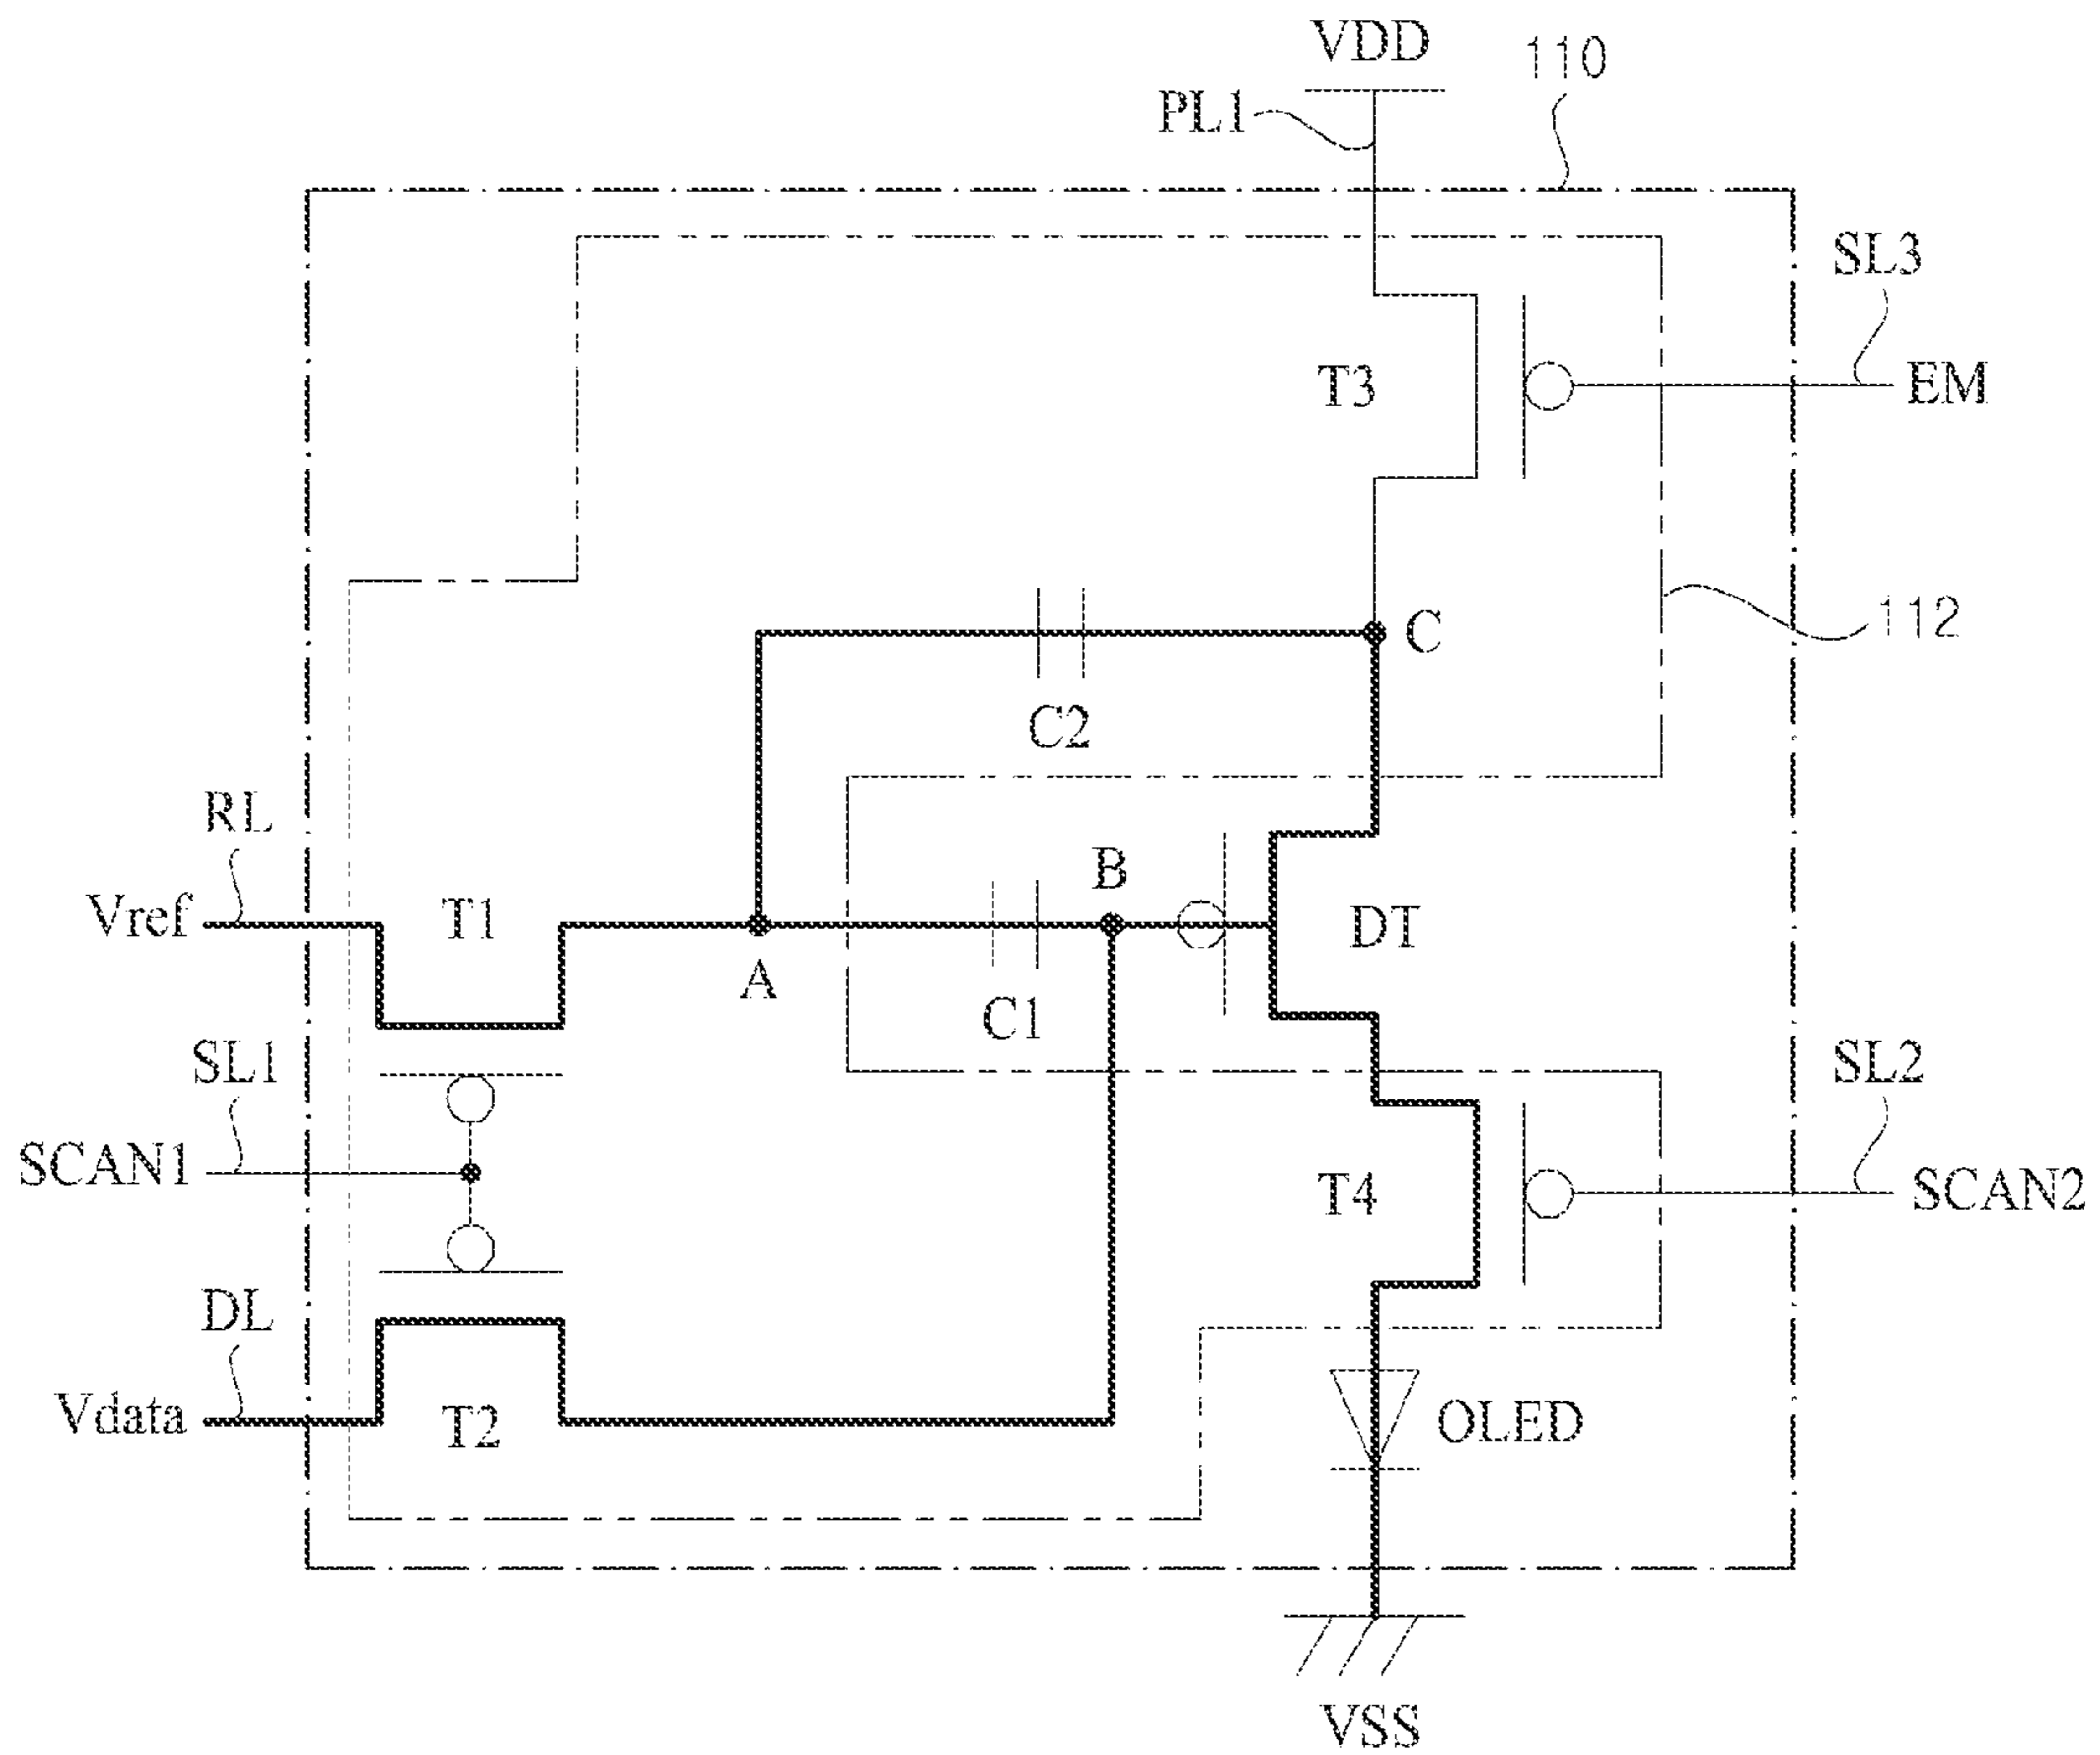 VDD
110
PL1
SL3
T3
EM
C
112
C2
RL
B
Vref
T1
DT
A
C1
SL1
SL2
SCAN1
T4
SCAN2
DL
Vdata
T2
OLED
VSS